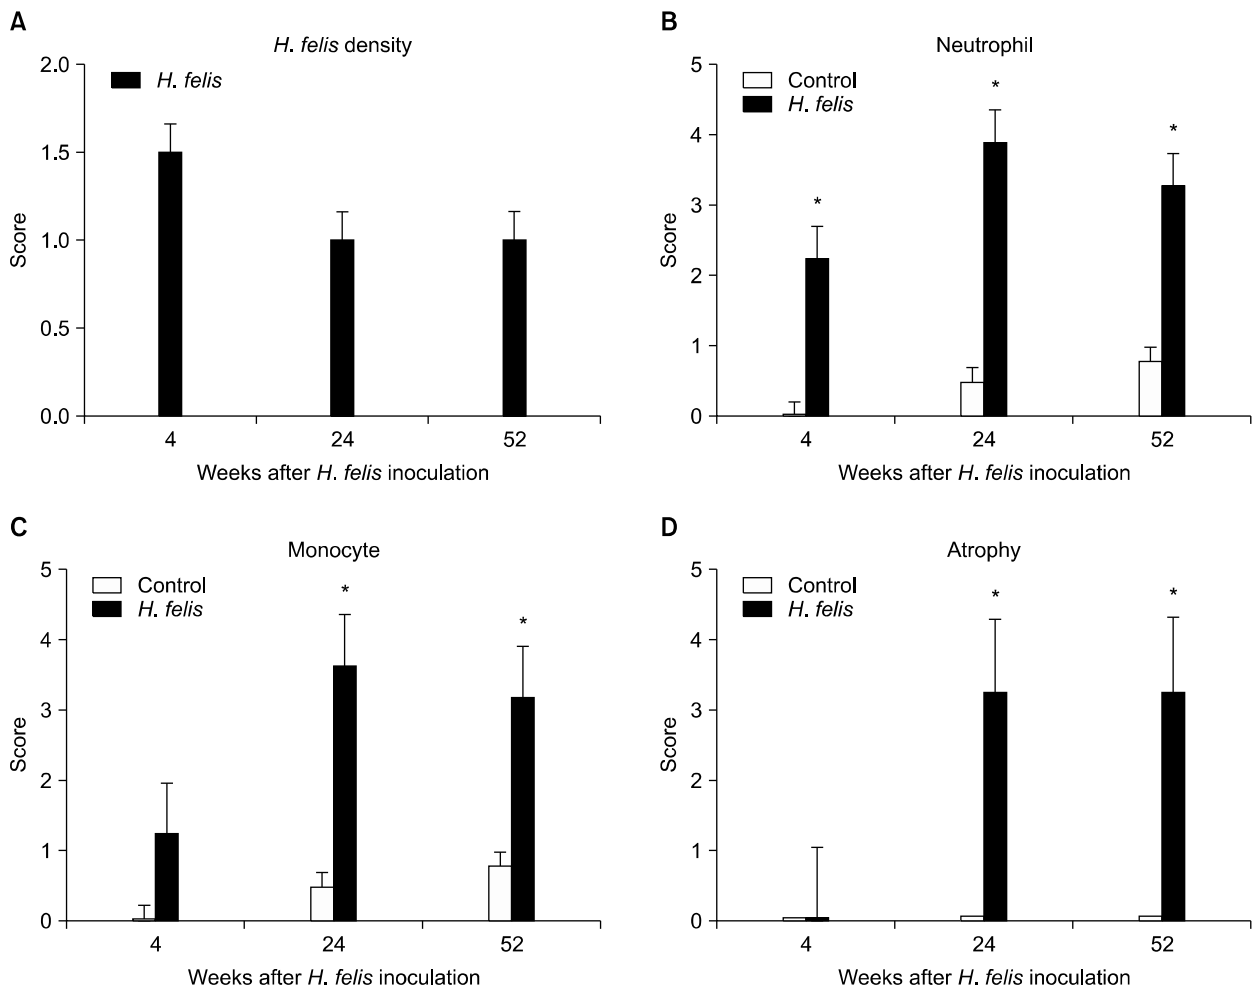 A
H. felis density
2.0
1.5
1.0
0.5
0.0
Score
H. felis
4 24 52
Weeks after H. felis inoculation
B
Neutrophil
5
4
3
2
1
0
Score
Control
H. felis
*
*
*
4 24 52
Weeks after H. felis inoculation
C
Monocyte
5
4
3
2
1
0
Score
Control
H. felis
*
*
4 24 52
Weeks after H. felis inoculation
D
Atrophy
5
4
3
2
1
0
Score
Control
H. felis
*
*
4 24 52
Weeks after H. felis inoculation